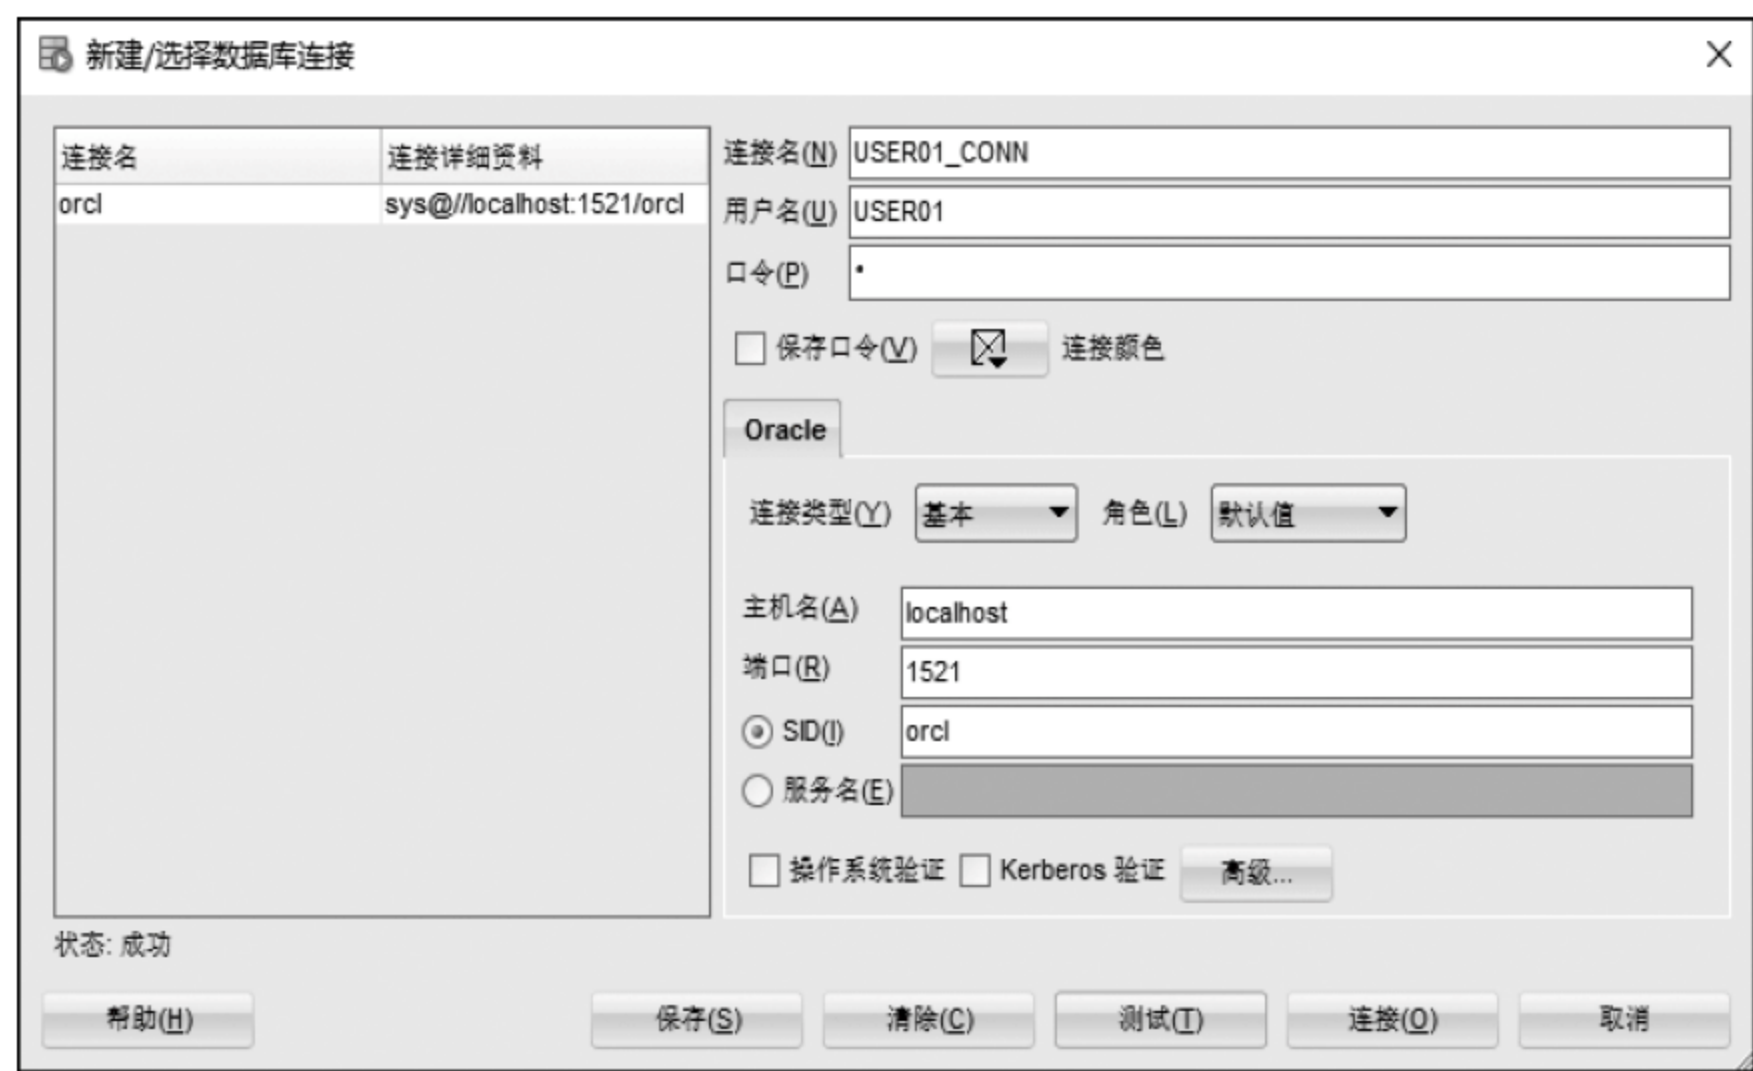 新建/选择数据库连接
连接名 连接详细资料
orcl sys@//localhost:1521/orcl
连接名(N) USER01_CONN
用户名(U) USER01
口令(P) •
保存口令(V) 连接颜色
Oracle
连接类型(Y) 基本 角色(L) 默认值
主机名(A) localhost
端口(R) 1521
SID(I) orcl
服务名(E)
操作系统验证 Kerberos 验证 高级...
状态: 成功
帮助(H) 保存(S) 清除(C) 测试(T) 连接(O) 取消